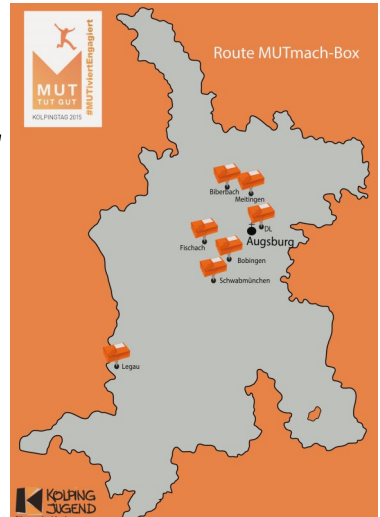 MUT
TUT GUT
KOLPINGTAG 2015
#MUTiviertEngagiert
Route MUTmach-Box
Biberbach
Meitingen
DL
Augsburg
Fischach
Bobingen
Schwabmünchen
Legau
KOLPING
JUGEND